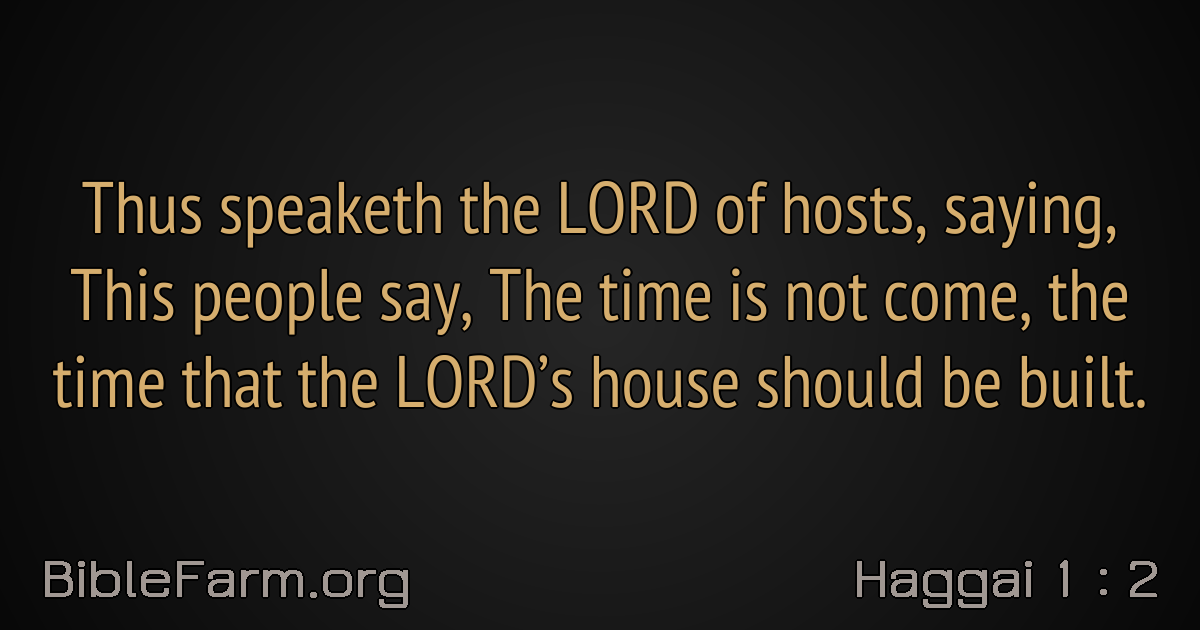 Thus speaketh the LORD of hosts, saying,
This people say, The time is not come, the
time that the LORD’s house should be built.
BibleFarm.org
Haggai 1 : 2